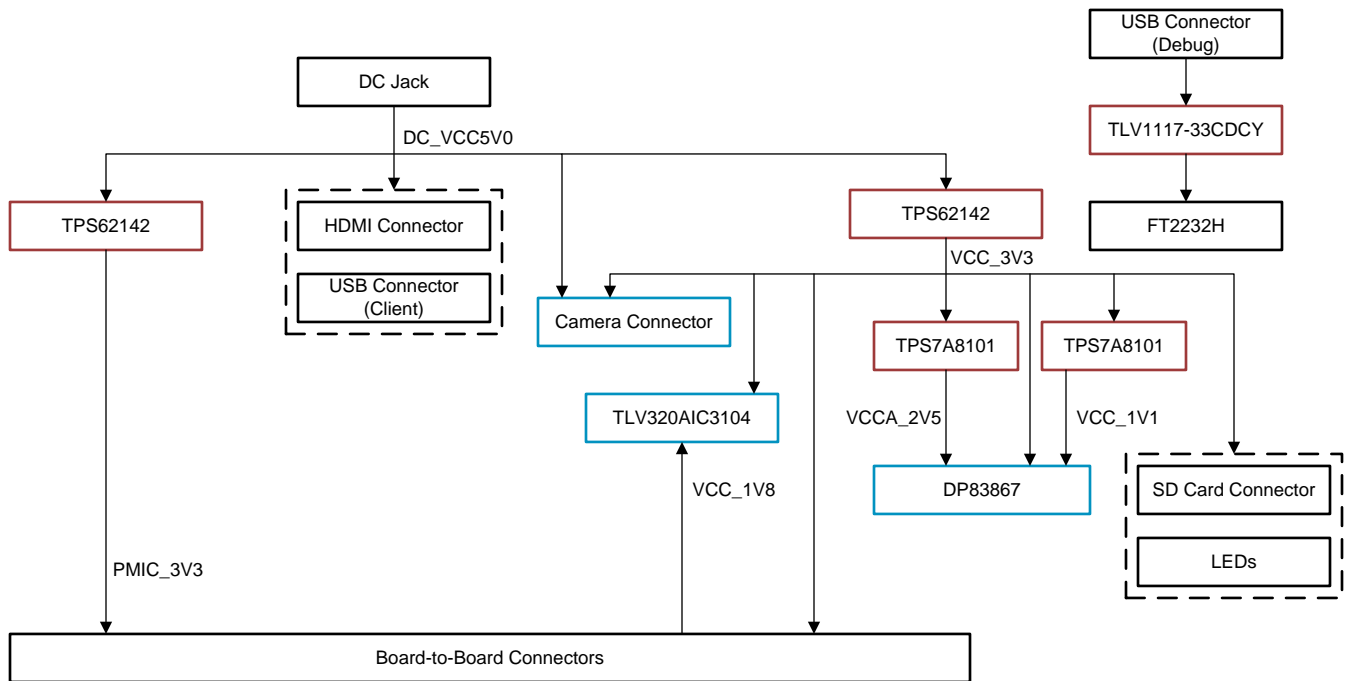 USB Connector
(Debug)
DC Jack
TLV1117-33CDCY
DC_VCC5V0
TPS62142
HDMI Connector
TPS62142
FT2232H
VCC_3V3
USB Connector
(Client)
Camera Connector
TPS7A8101
TPS7A8101
TLV320AIC3104
VCCA_2V5
VCC_1V1
VCC_1V8
DP83867
SD Card Connector
PMIC_3V3
LEDs
Board-to-Board Connectors